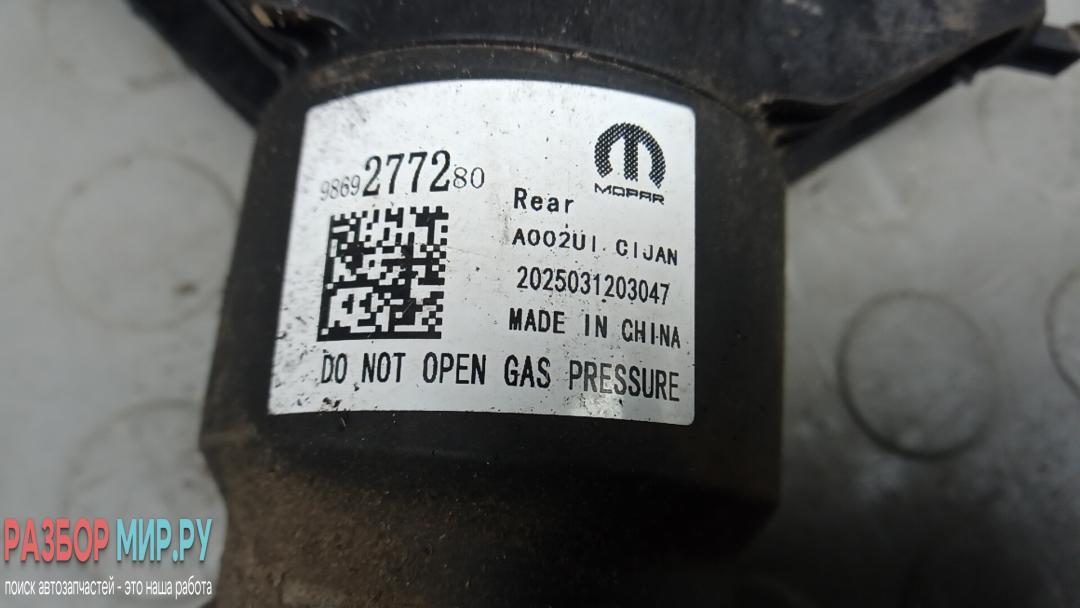 9869277280
MOPAR
Rear
A002U1.C1JAN
2025031203047
MADE IN CHINA
DO NOT OPEN GAS PRESSURE
РАЗБОР МИР.РУ
поиск автозапчастей - это наша работа